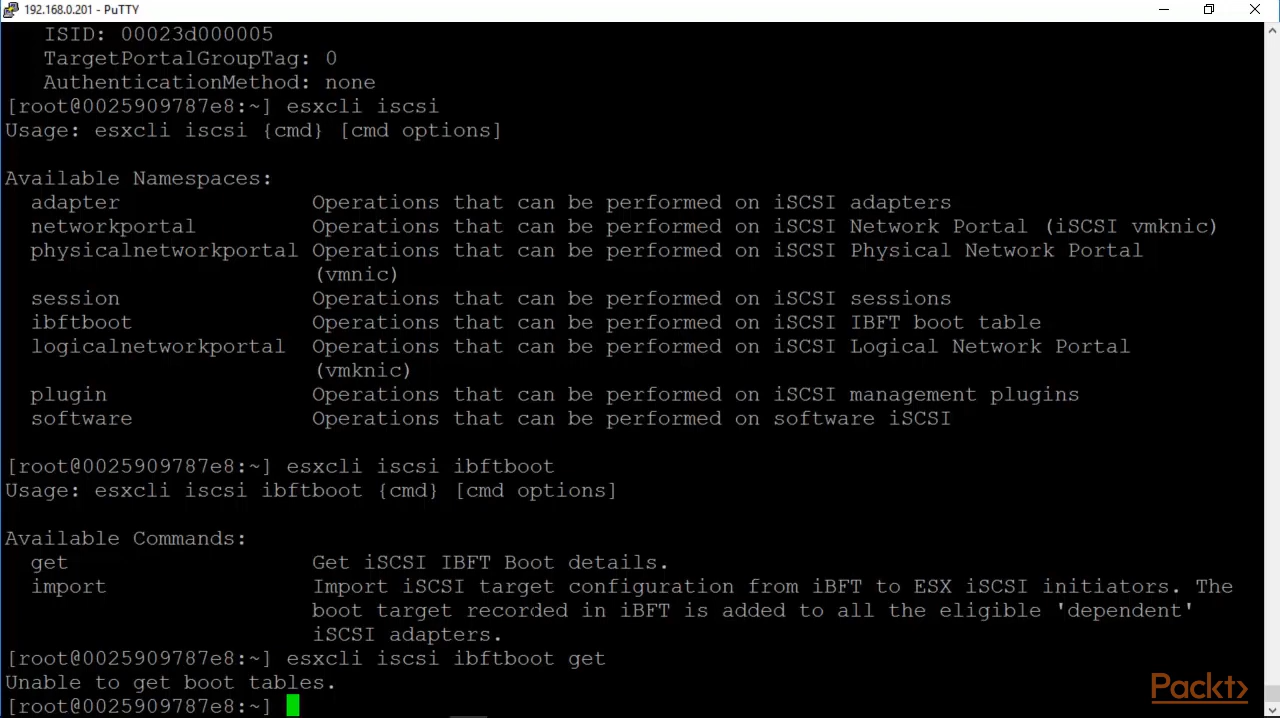 192.168.0.201 - PuTTY
ISID: 00023d000005
TargetPortalGroupTag: 0
AuthenticationMethod: none
[root@0025909787e8:~] esxcli iscsi
Usage: esxcli iscsi {cmd} [cmd options]
Available Namespaces:
adapter Operations that can be performed on iSCSI adapters
networkportal Operations that can be performed on iSCSI Network Portal (iSCSI vmknic)
physicalnetworkportal Operations that can be performed on iSCSI Physical Network Portal
(vmnic)
session Operations that can be performed on iSCSI sessions
ibftboot Operations that can be performed on iSCSI IBFT boot table
logicalnetworkportal Operations that can be performed on iSCSI Logical Network Portal
(vmknic)
plugin Operations that can be performed on iSCSI management plugins
software Operations that can be performed on software iSCSI
[root@0025909787e8:~] esxcli iscsi ibftboot
Usage: esxcli iscsi ibftboot {cmd} [cmd options]
Available Commands:
get Get iSCSI IBFT Boot details.
import Import iSCSI target configuration from iBFT to ESX iSCSI initiators. The
boot target recorded in iBFT is added to all the eligible 'dependent'
iSCSI adapters.
[root@0025909787e8:~] esxcli iscsi ibftboot get
Unable to get boot tables.
[root@0025909787e8:~]
Packt>